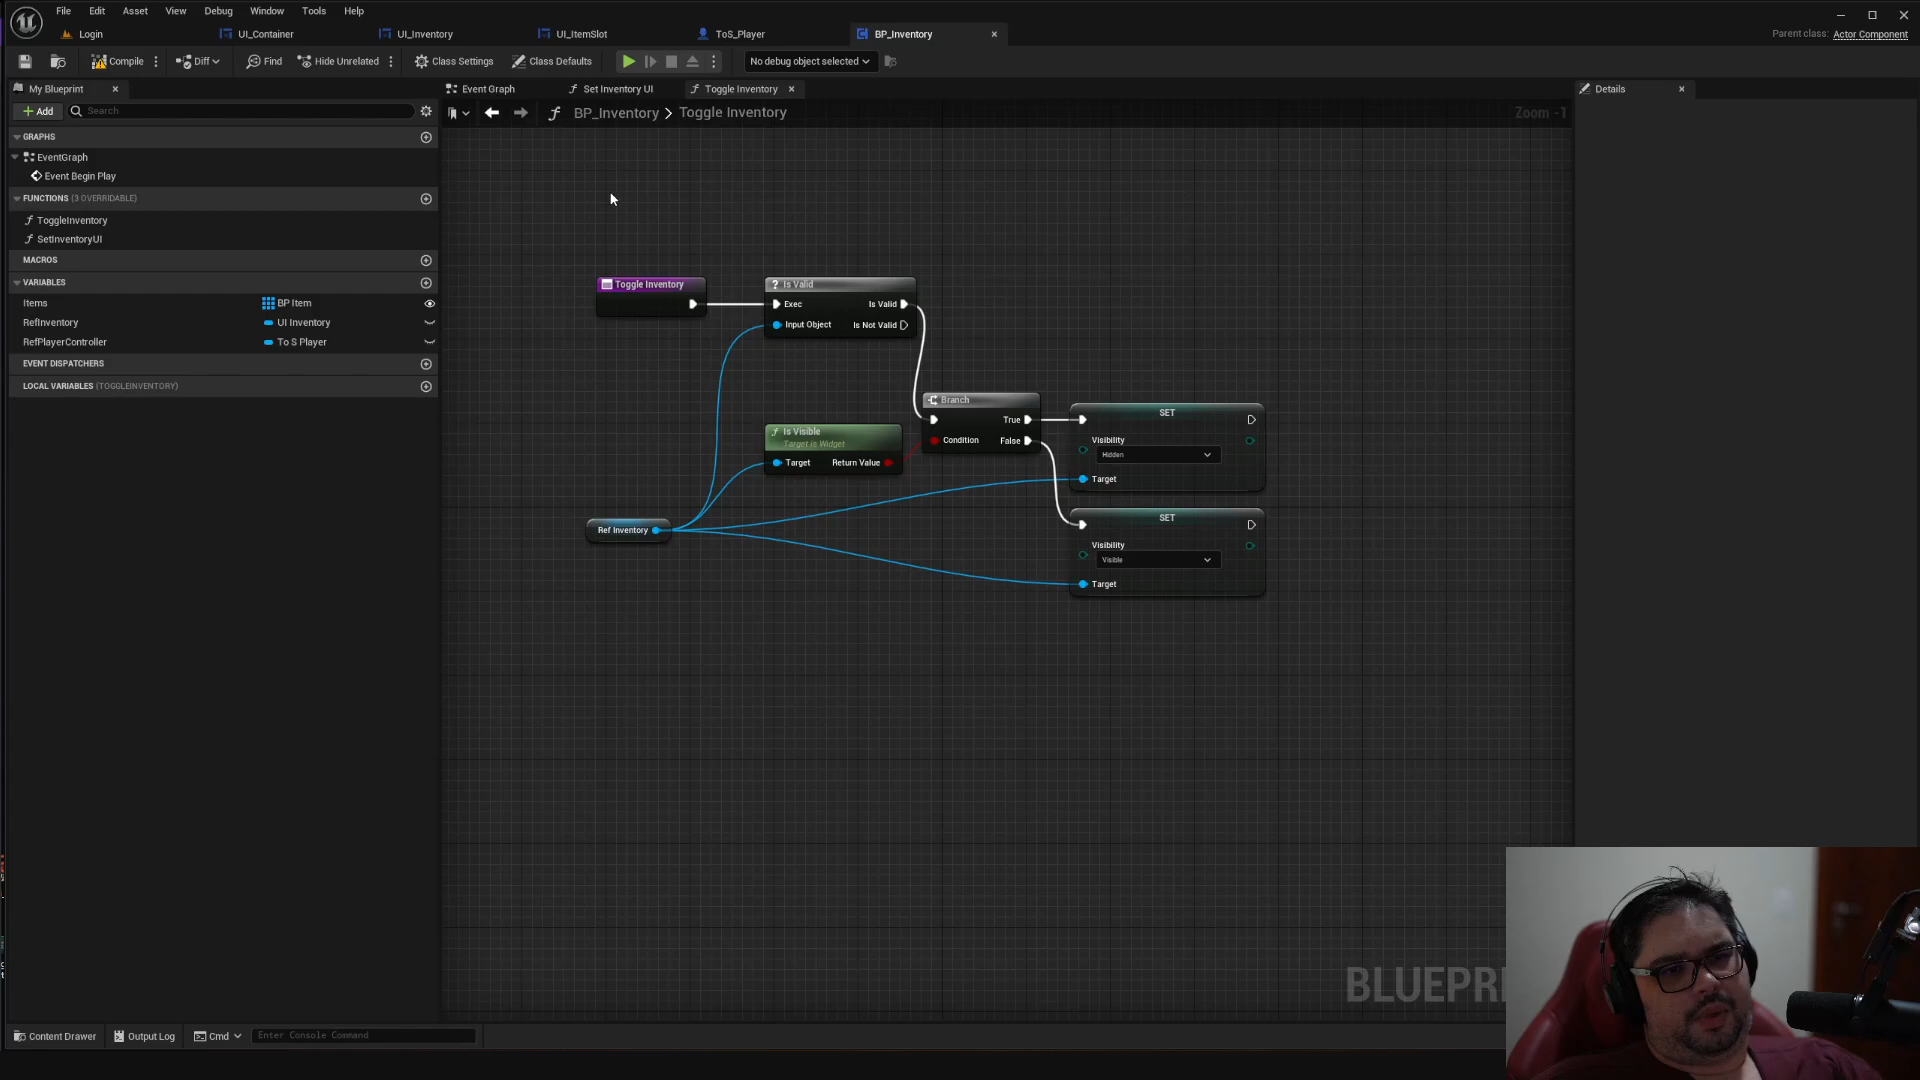 File Edit Asset View Debug Window Tools Help
Login UI_Container UI_Inventory UI_ItemSlot ToS_Player BP_Inventory
Parent class: Actor Component
Compile Diff Find Hide Unrelated Class Settings Class Defaults No debug object selected
My Blueprint
Event Graph Set Inventory UI Toggle Inventory
Details
Add Search
BP_Inventory > Toggle Inventory
Zoom -1
GRAPHS
EventGraph
Event Begin Play
FUNCTIONS (3 OVERRIDABLE)
ToggleInventory
SetInventoryUI
MACROS
VARIABLES
Items BP Item
RefInventory UI Inventory
RefPlayerController To S Player
EVENT DISPATCHERS
LOCAL VARIABLES (TOGGLEINVENTORY)
Toggle Inventory
? Is Valid
Exec Is Valid
Input Object Is Not Valid
Branch
True
Condition False
Is Visible
Target is Widget
Target Return Value
Ref Inventory
SET
Visibility
Hidden
Target
SET
Visibility
Visible
Target
BLUEPRI
Content Drawer Output Log Cmd Enter Console Command